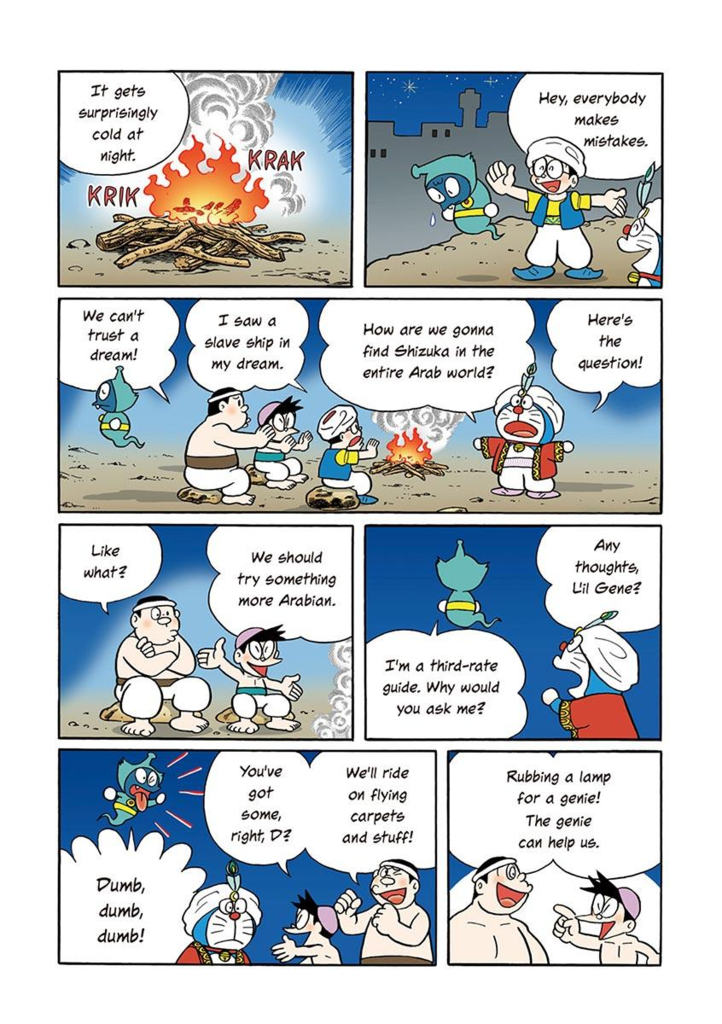 It gets
surprisingly
cold at
night.
KRIK
KRAK
Hey, everybody
makes
mistakes.
We can't
trust a
dream!
I saw a
slave ship in
my dream.
How are we gonna
find Shizuka in the
entire Arab world?
Here's
the
question!
Like
what?
We should
try something
more Arabian.
Any
thoughts,
L'il Gene?
I'm a third-rate
guide. Why would
you ask me?
You've
got
some,
right, D?
We'll ride
on flying
carpets
and stuff!
Dumb,
dumb,
dumb!
Rubbing a lamp
for a genie!
The genie
can help us.